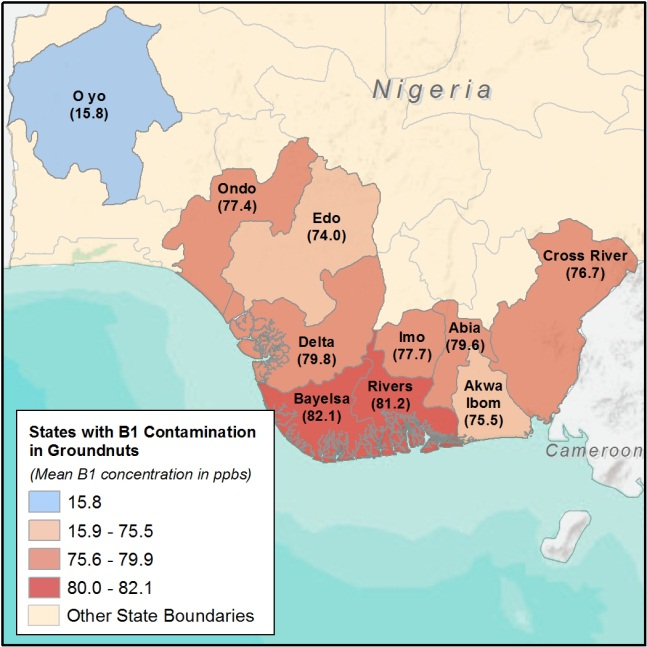 Nigeria
O yo
(15.8)
Ondo
(77.4)
Edo
(74.0)
Cross River
(76.7)
Delta
(79.8)
Imo
(77.7)
Abia
(79.6)
Bayelsa
(82.1)
Rivers
(81.2)
Akwa
Ibom
(75.5)
Cameroon
States with B1 Contamination
in Groundnuts
(Mean B1 concentration in ppbs)
15.8
15.9 - 75.5
75.6 - 79.9
80.0 - 82.1
Other State Boundaries